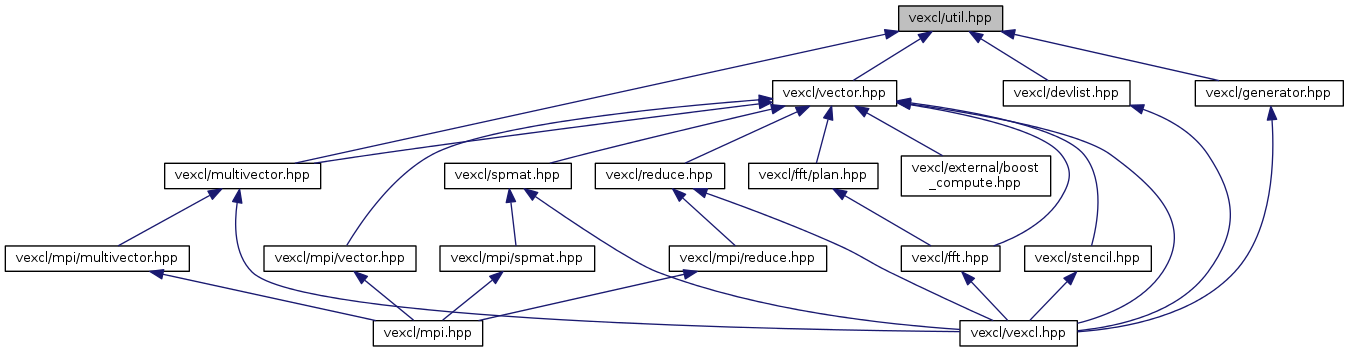 vexcl/util.hpp
vexcl/vector.hpp
vexcl/devlist.hpp
vexcl/generator.hpp
vexcl/multivector.hpp
vexcl/spmat.hpp
vexcl/reduce.hpp
vexcl/fft/plan.hpp
vexcl/external/boost
_compute.hpp
vexcl/mpi/multivector.hpp
vexcl/mpi/vector.hpp
vexcl/mpi/spmat.hpp
vexcl/mpi/reduce.hpp
vexcl/fft.hpp
vexcl/stencil.hpp
vexcl/mpi.hpp
vexcl/vexcl.hpp